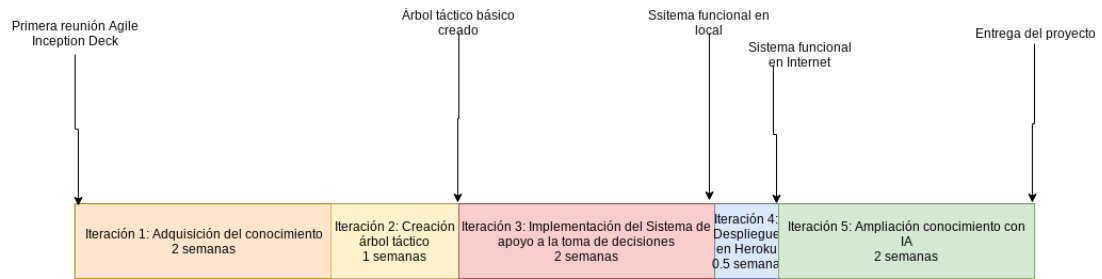 Primera reunión Agile
Inception Deck
Árbol táctico básico
creado
Ssitema funcional en
local
Sistema funcional
en Internet
Entrega del proyecto
Iteración 1: Adquisición del conocimiento
2 semanas
Iteración 2: Creación
árbol táctico
1 semanas
Iteración 3: Implementación del Sistema de
apoyo a la toma de decisiones
2 semanas
Iteración 4:
Despliegue
en Heroku
0.5 semana
Iteración 5: Ampliación conocimiento con
IA
2 semanas